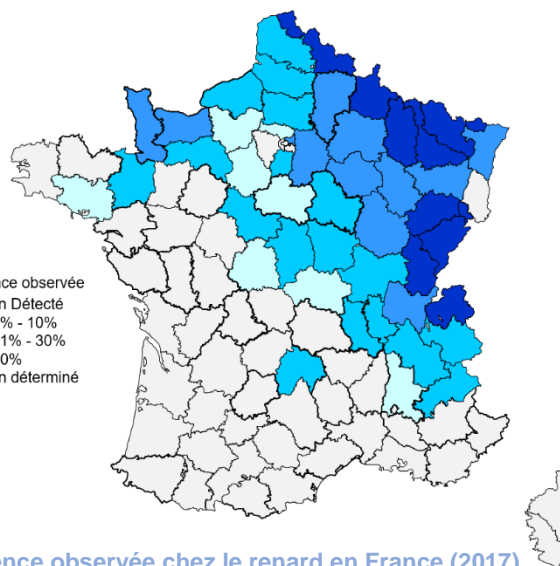 nce observée
n Détecté
% - 10%
1% - 30%
0%
n déterminé
ence observée chez le renard en France (2017)